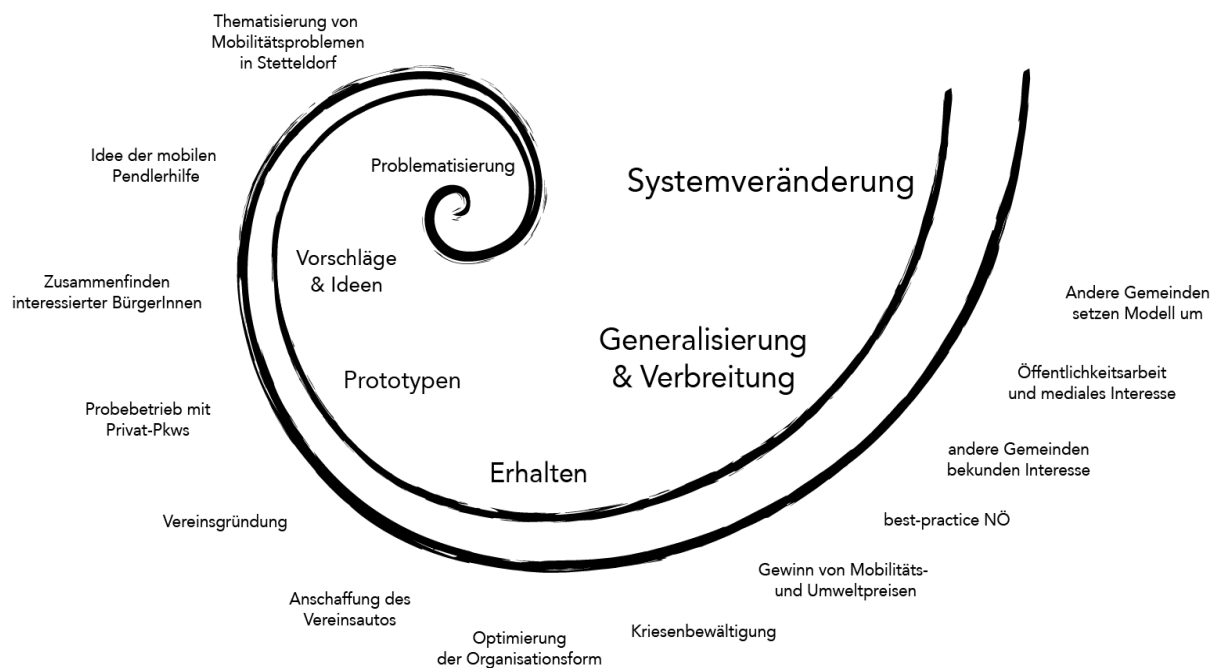 Thematisierung von
Mobilitätsproblemen
in Stetteldorf
Idee der mobilen
Pendlerhilfe
Zusammenfinden
interessierter BürgerInnen
Probebetrieb mit
Privat-Pkws
Vereinsgründung
Anschaffung des
Vereinsautos
Optimierung
der Organisationsform
Kriesenbewältigung
Gewinn von Mobilitäts-
und Umweltpreisen
best-practice NÖ
andere Gemeinden
bekunden Interesse
Öffentlichkeitsarbeit
und mediales Interesse
Andere Gemeinden
setzen Modell um
Problematisierung
Vorschläge
& Ideen
Prototypen
Erhalten
Generalisierung
& Verbreitung
Systemveränderung